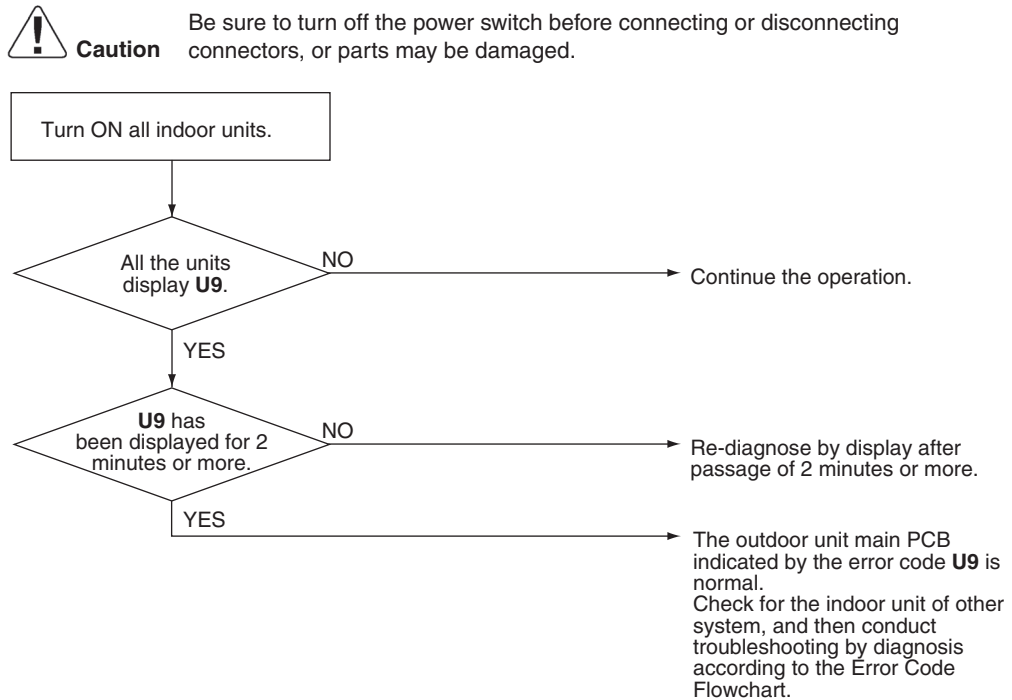 Be sure to turn off the power switch before connecting or disconnecting
Caution connectors, or parts may be damaged.
Turn ON all indoor units.
All the units
display U9.
NO
Continue the operation.
YES
U9 has
been displayed for 2
minutes or more.
NO
Re-diagnose by display after
passage of 2 minutes or more.
YES
The outdoor unit main PCB
indicated by the error code U9 is
normal.
Check for the indoor unit of other
system, and then conduct
troubleshooting by diagnosis
according to the Error Code
Flowchart.